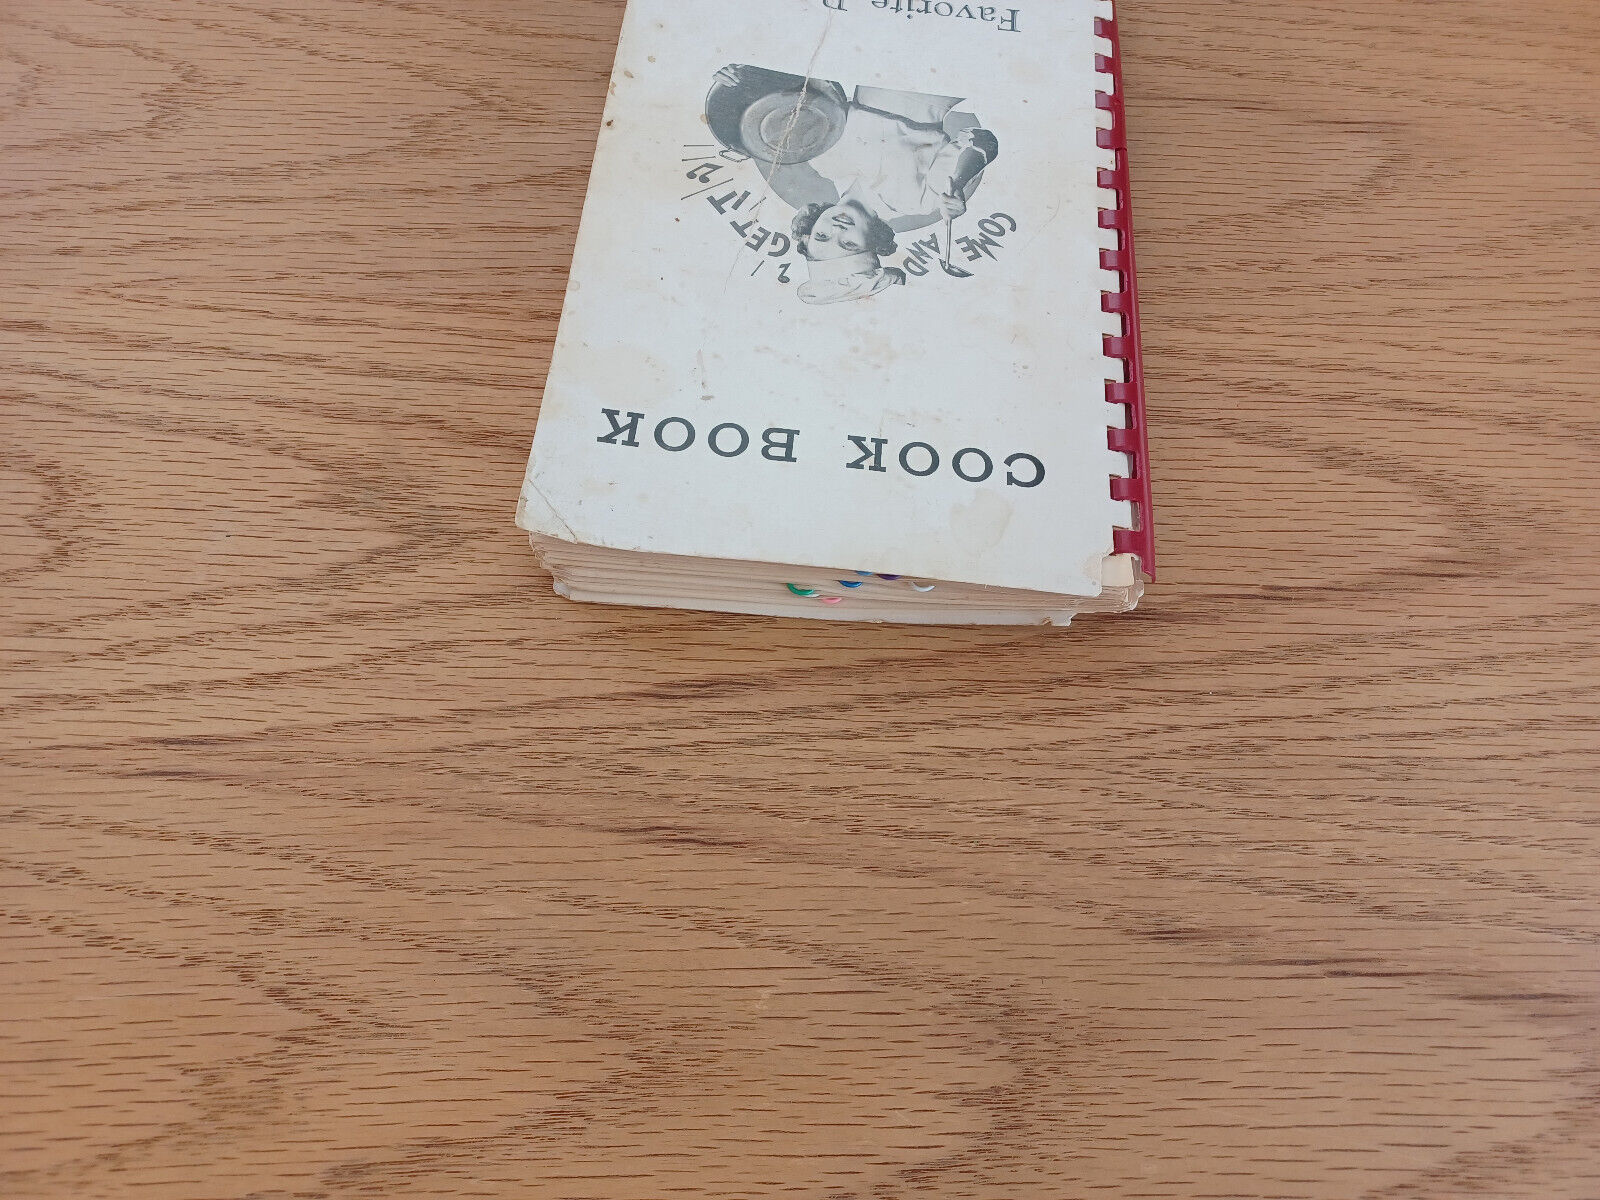 COOK BOOK
COME AND GET IT!
Favorite